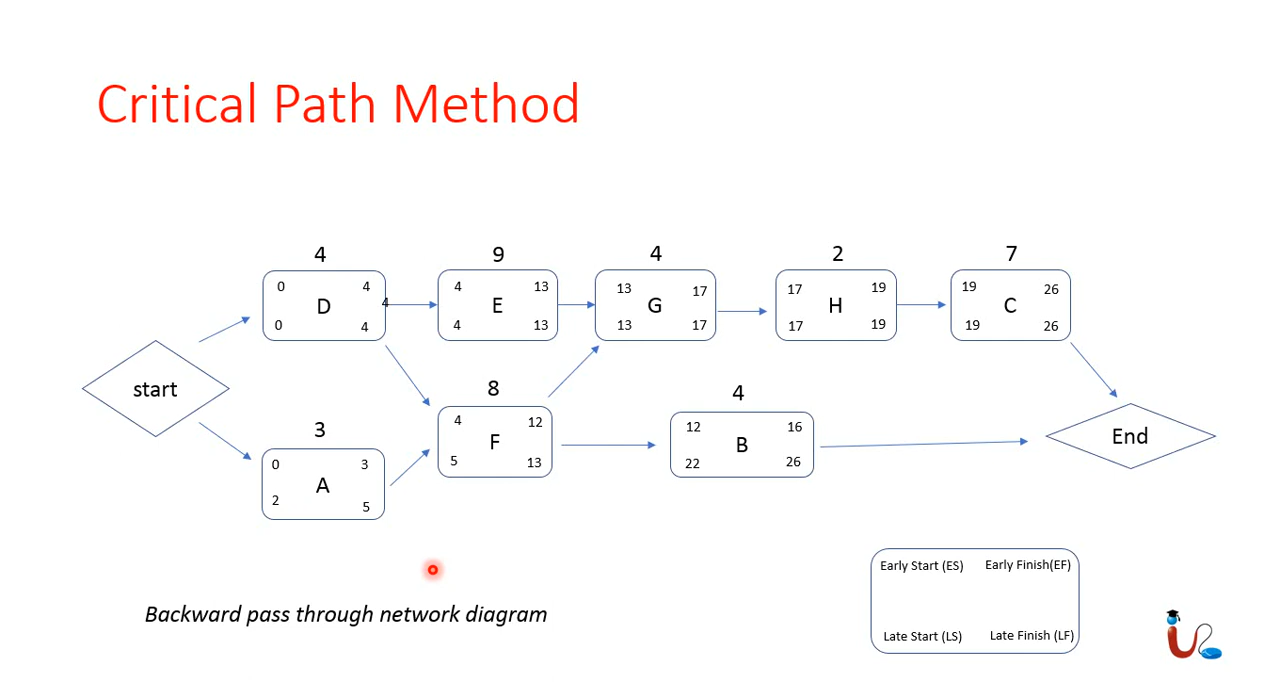 Critical Path Method
4 9 4 2 7
0 4 4 13 13 17 17 19 19 26
D 4 E G H C
0 4 4 13 13 17 17 19 19 26
start
8 4
4 12 12 16
3 F B End
5 13 22 26
0 3
A
2 5
Early Start (ES) Early Finish(EF)
Backward pass through network diagram
Late Start (LS) Late Finish (LF)